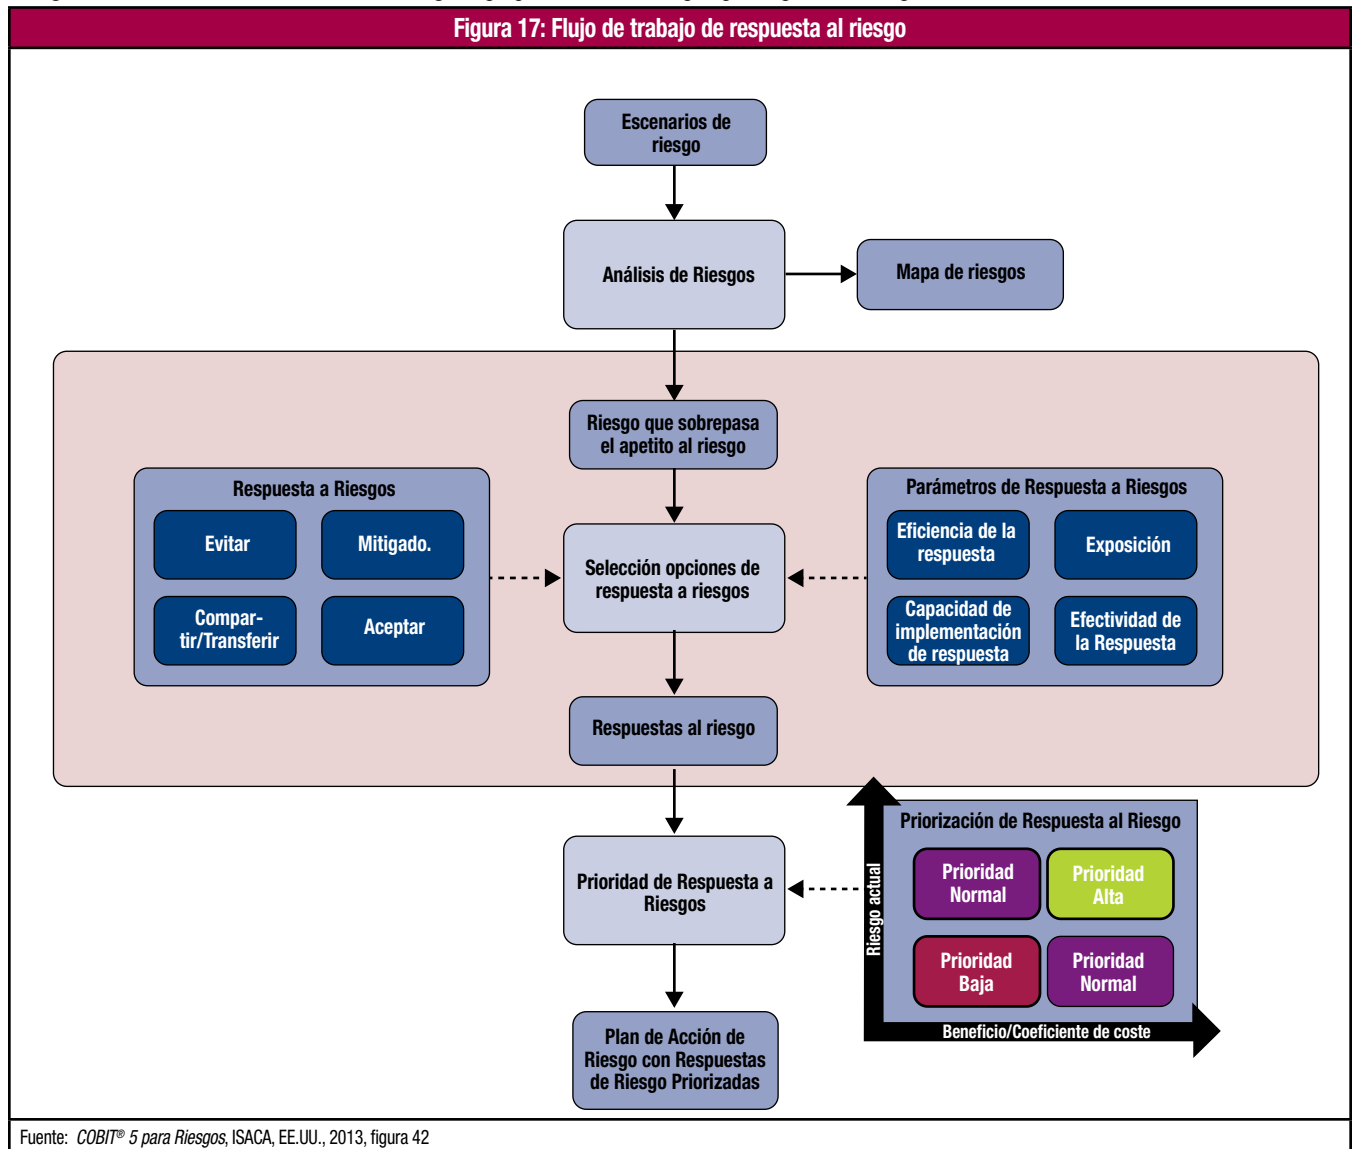 Figura 17: Flujo de trabajo de respuesta al riesgo
Escenarios de
riesgo
Análisis de Riesgos
Mapa de riesgos
Riesgo que sobrepasa
el apetito al riesgo
Respuesta a Riesgos
Evitar
Mitigado.
Compar-
tir/Transferir
Aceptar
Selección opciones de
respuesta a riesgos
Parámetros de Respuesta a Riesgos
Eficiencia de la
respuesta
Exposición
Capacidad de
implementación
de respuesta
Efectividad de
la Respuesta
Respuestas al riesgo
Prioridad de Respuesta a
Riesgos
Priorización de Respuesta al Riesgo
Riesgo actual
Prioridad
Normal
Prioridad
Alta
Prioridad
Baja
Prioridad
Normal
Beneficio/Coeficiente de coste
Plan de Acción de
Riesgo con Respuestas
de Riesgo Priorizadas
Fuente: COBIT® 5 para Riesgos, ISACA, EE.UU., 2013, figura 42